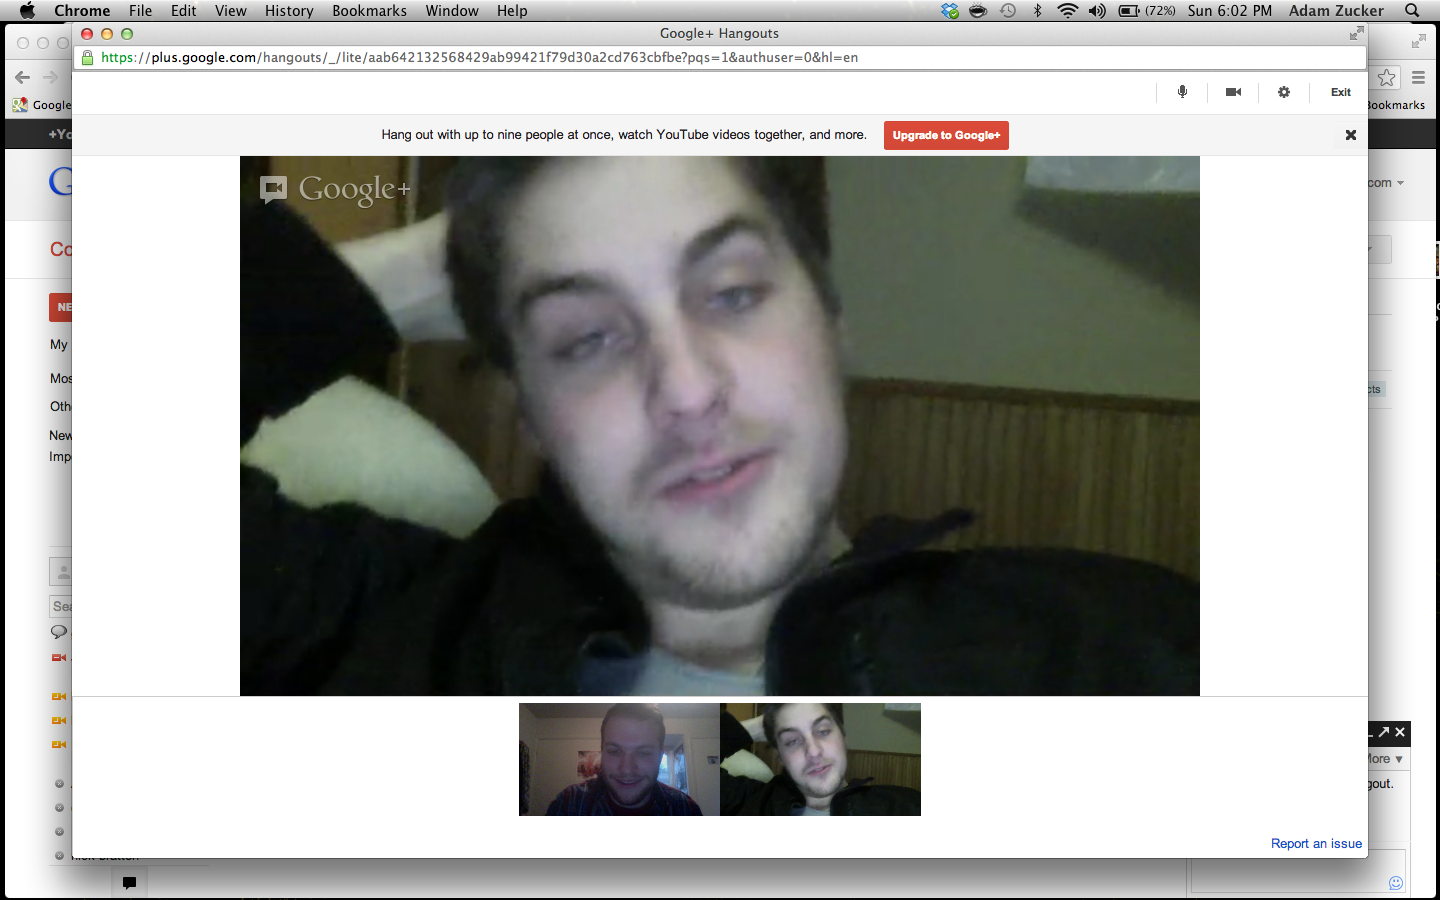 Chrome File Edit View History Bookmarks Window Help (72%) Sun 6:02 PM Adam Zucker
Google+ Hangouts
https://plus.google.com/hangouts/_/lite/aab642132568429ab99421f79d30a2cd763cbfbe?pqs=1&authuser=0&hl=en
Google
Bookmarks
Exit
+Yo
Hang out with up to nine people at once, watch YouTube videos together, and more. Upgrade to Google+
Google+
G
com
Co
NE
My
Mos
cts
Oth
New
Imp
Sea
More
gout.
Report an issue